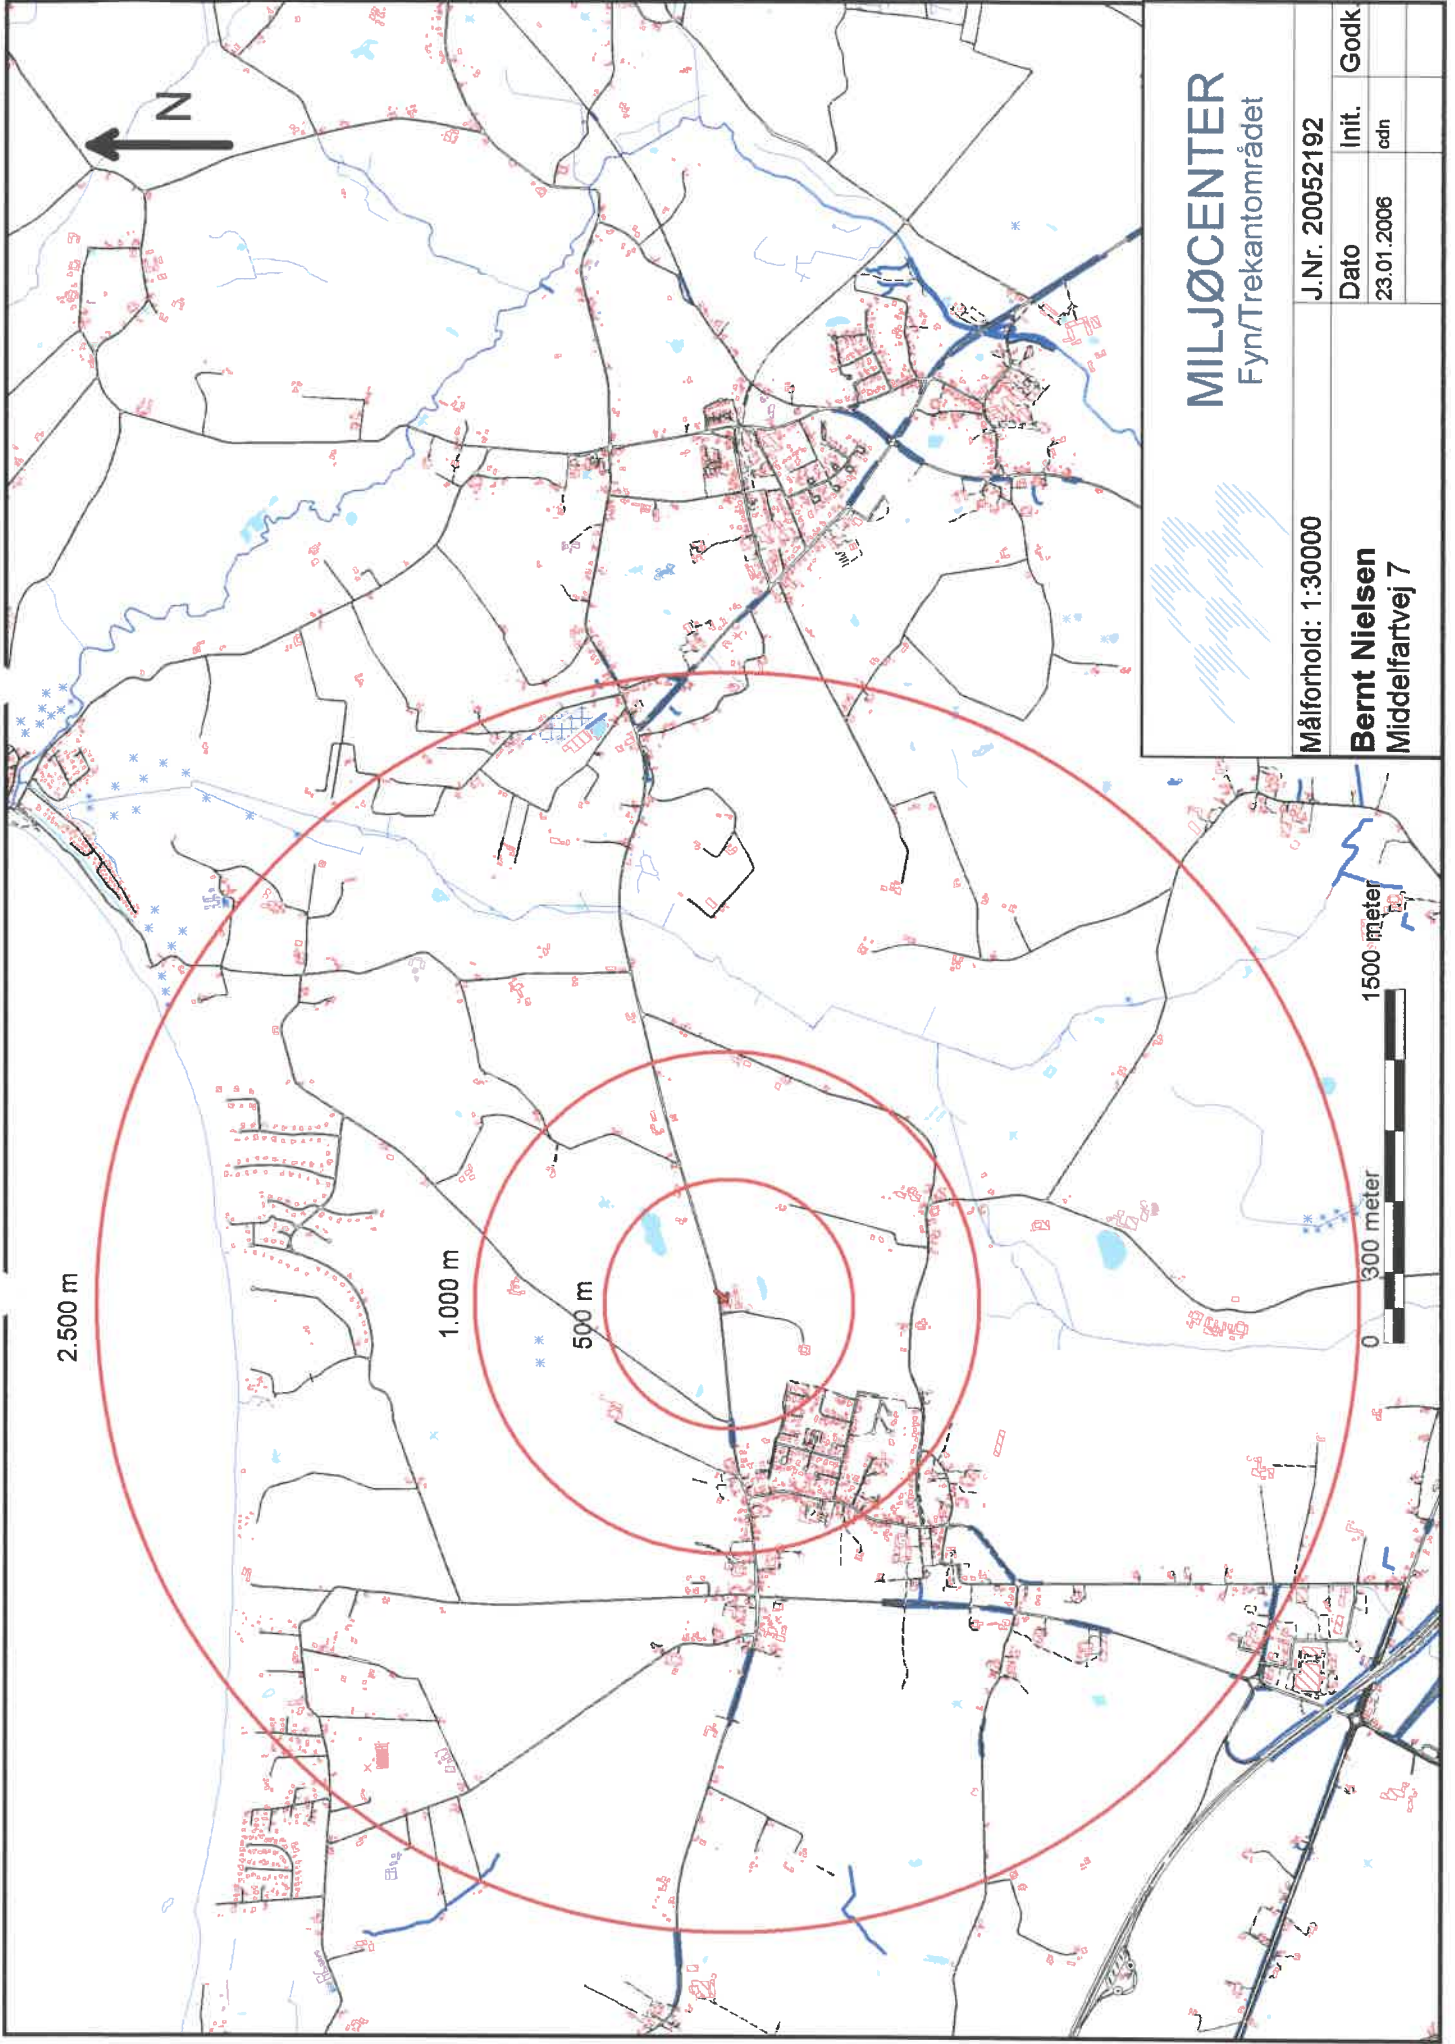 N
2.500 m
1.000 m
500 m
0 300 meter 1500 meter
MILJØCENTER
Fyn/Trekantområdet
Målforhold: 1:30000
J.Nr. 20052192
Bernt Nielsen
Middelfartvej 7
Dato Init. Godk.
23.01.2006 cdn